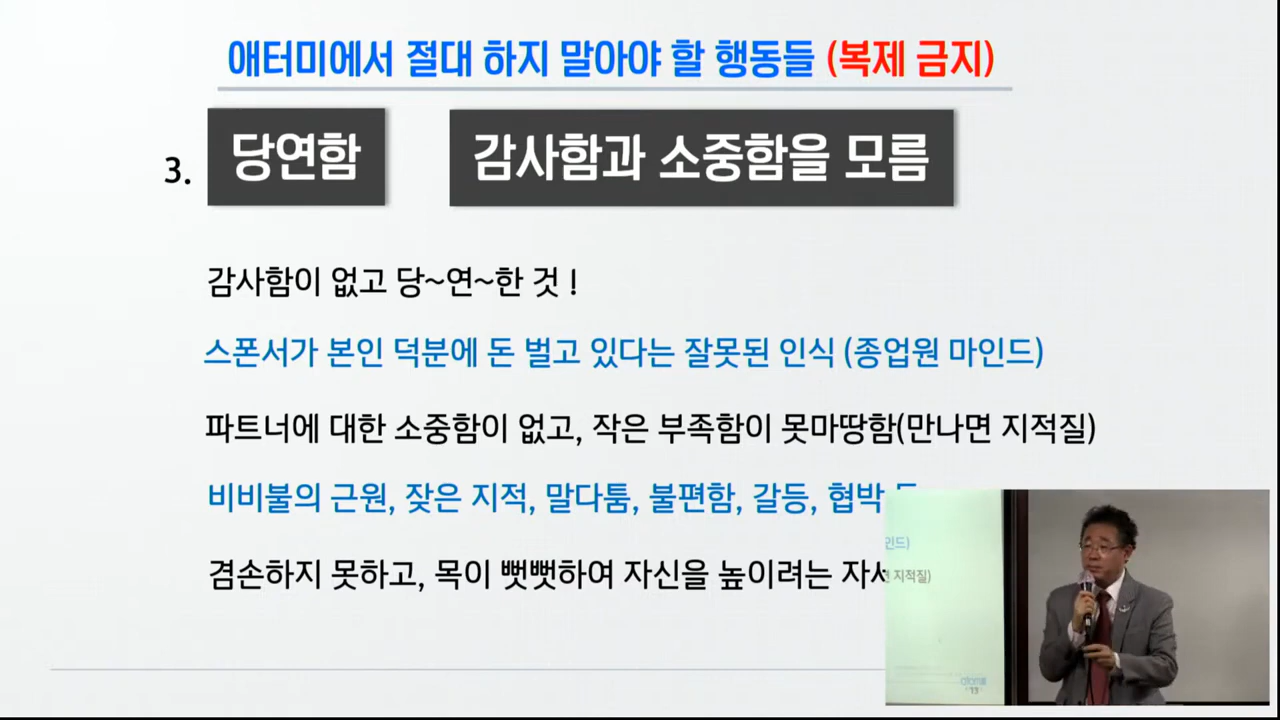 애터미에서 절대 하지 말아야 할 행동들 (복제 금지)
3. 당연함 감사함과 소중함을 모름
감사함이 없고 당~연~한 것 !
스폰서가 본인 덕분에 돈 벌고 있다는 잘못된 인식 (종업원 마인드)
파트너에 대한 소중함이 없고, 작은 부족함이 못마땅함(만나면 지적질)
비비불의 근원, 잦은 지적, 말다툼, 불편함, 갈등, 협박
겸손하지 못하고, 목이 뻣뻣하여 자신을 높이려는
인드)
지적질)